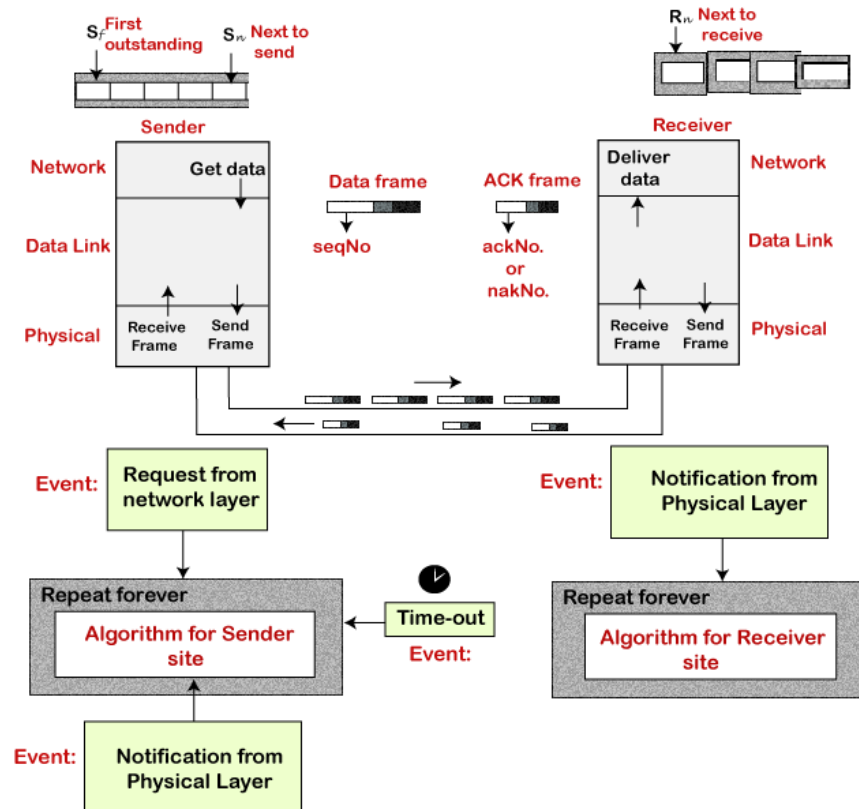 Sf First
outstanding
Sn Next to
send
Rn Next to
receive
Sender
Receiver
Network
Get data
Data frame
ACK frame
Deliver
data
Network
Data Link
seqNo
ackNo.
or
nakNo.
Data Link
Physical
Receive
Frame
Send
Frame
Receive
Frame
Send
Frame
Physical
Event:
Request from
network layer
Event:
Notification from
Physical Layer
Repeat forever
Algorithm for Sender
site
Time-out
Event:
Repeat forever
Algorithm for Receiver
site
Event:
Notification from
Physical Layer